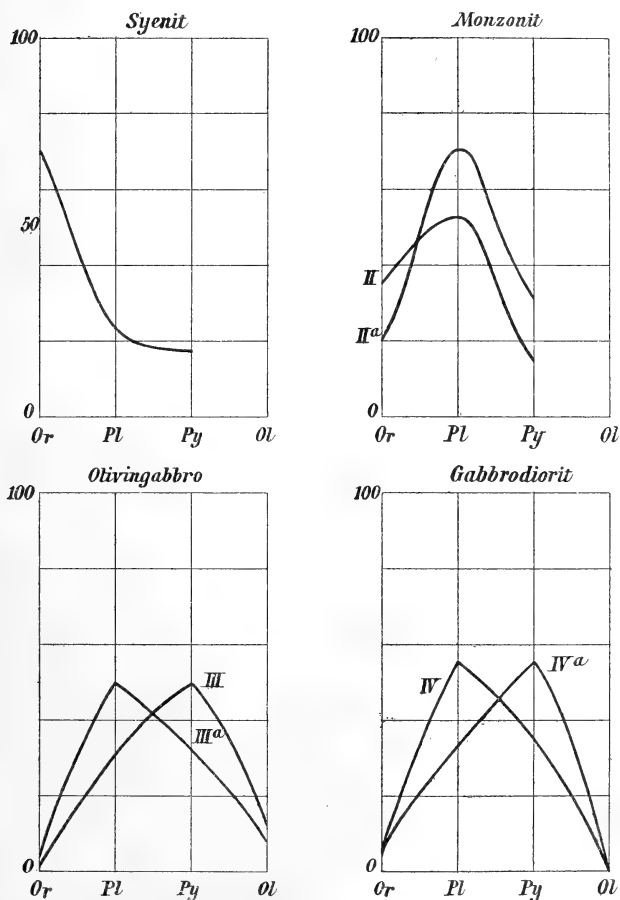 Syenit
100
50
0
Or Pl Py Ol
Monzonit
100
II
IIa
0
Or Pl Py Ol
Olivingabbro
100
III
IIIa
0
Or Pl Py Ol
Gabbrodiorit
100
IV
IVa
0
Or Pl Py Ol